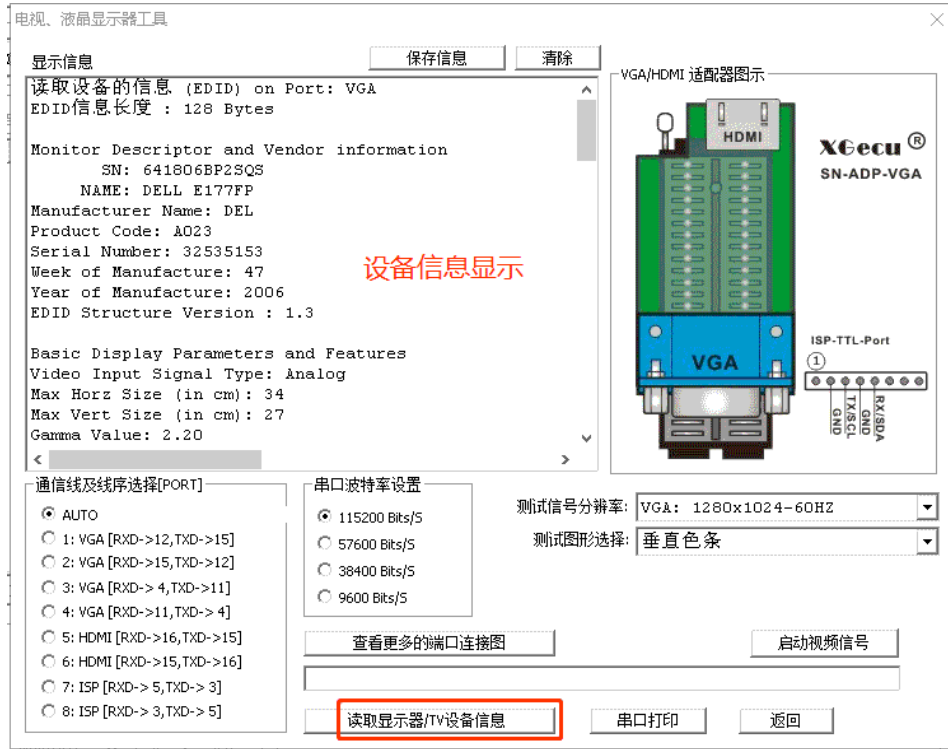 电视、液晶显示器工具
显示信息
保存信息
清除
读取设备的信息 (EDID) on Port: VGA
EDID信息长度 : 128 Bytes
Monitor Descriptor and Vendor information
SN: 641806BP2SQS
NAME: DELL E177FP
Manufacturer Name: DEL
Product Code: A023
Serial Number: 32535153
Week of Manufacture: 47
Year of Manufacture: 2006
EDID Structure Version : 1.3
Basic Display Parameters and Features
Video Input Signal Type: Analog
Max Horz Size (in cm): 34
Max Vert Size (in cm): 27
Gamma Value: 2.20
设备信息显示
VGA/HDMI 适配器图示
HDMI
XGecu®
SN-ADP-VGA
VGA
ISP-TTL-Port
1
GND
TX/SCL
GND
RX/SDA
通信线及线序选择[PORT]
AUTO
1: VGA [RXD->12,TXD->15]
2: VGA [RXD->15,TXD->12]
3: VGA [RXD-> 4,TXD->11]
4: VGA [RXD->11,TXD-> 4]
5: HDMI [RXD->16,TXD->15]
6: HDMI [RXD->15,TXD->16]
7: ISP [RXD-> 5,TXD-> 3]
8: ISP [RXD-> 3,TXD-> 5]
串口波特率设置
115200 Bits/S
57600 Bits/S
38400 Bits/S
9600 Bits/S
测试信号分辨率: VGA: 1280x1024-60HZ
测试图形选择: 垂直色条
查看更多的端口连接图
启动视频信号
读取显示器/TV设备信息
串口打印
返回